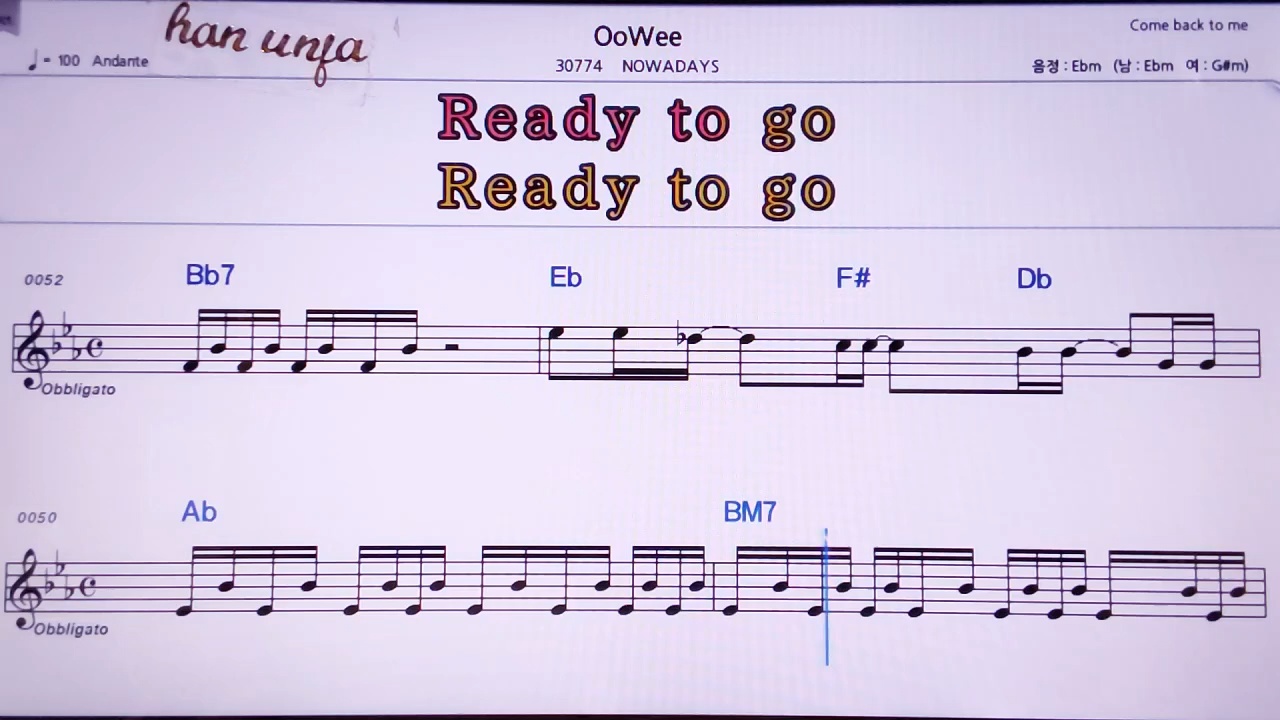 han unja
OoWee
Come back to me
♩= 100 Andante
30774 NOWADAYS
음정 : Ebm (남 : Ebm 여 : G#m)
Ready to go
Ready to go
0052 Bb7 Eb F# Db
Obbligato
0050 Ab BM7
Obbligato